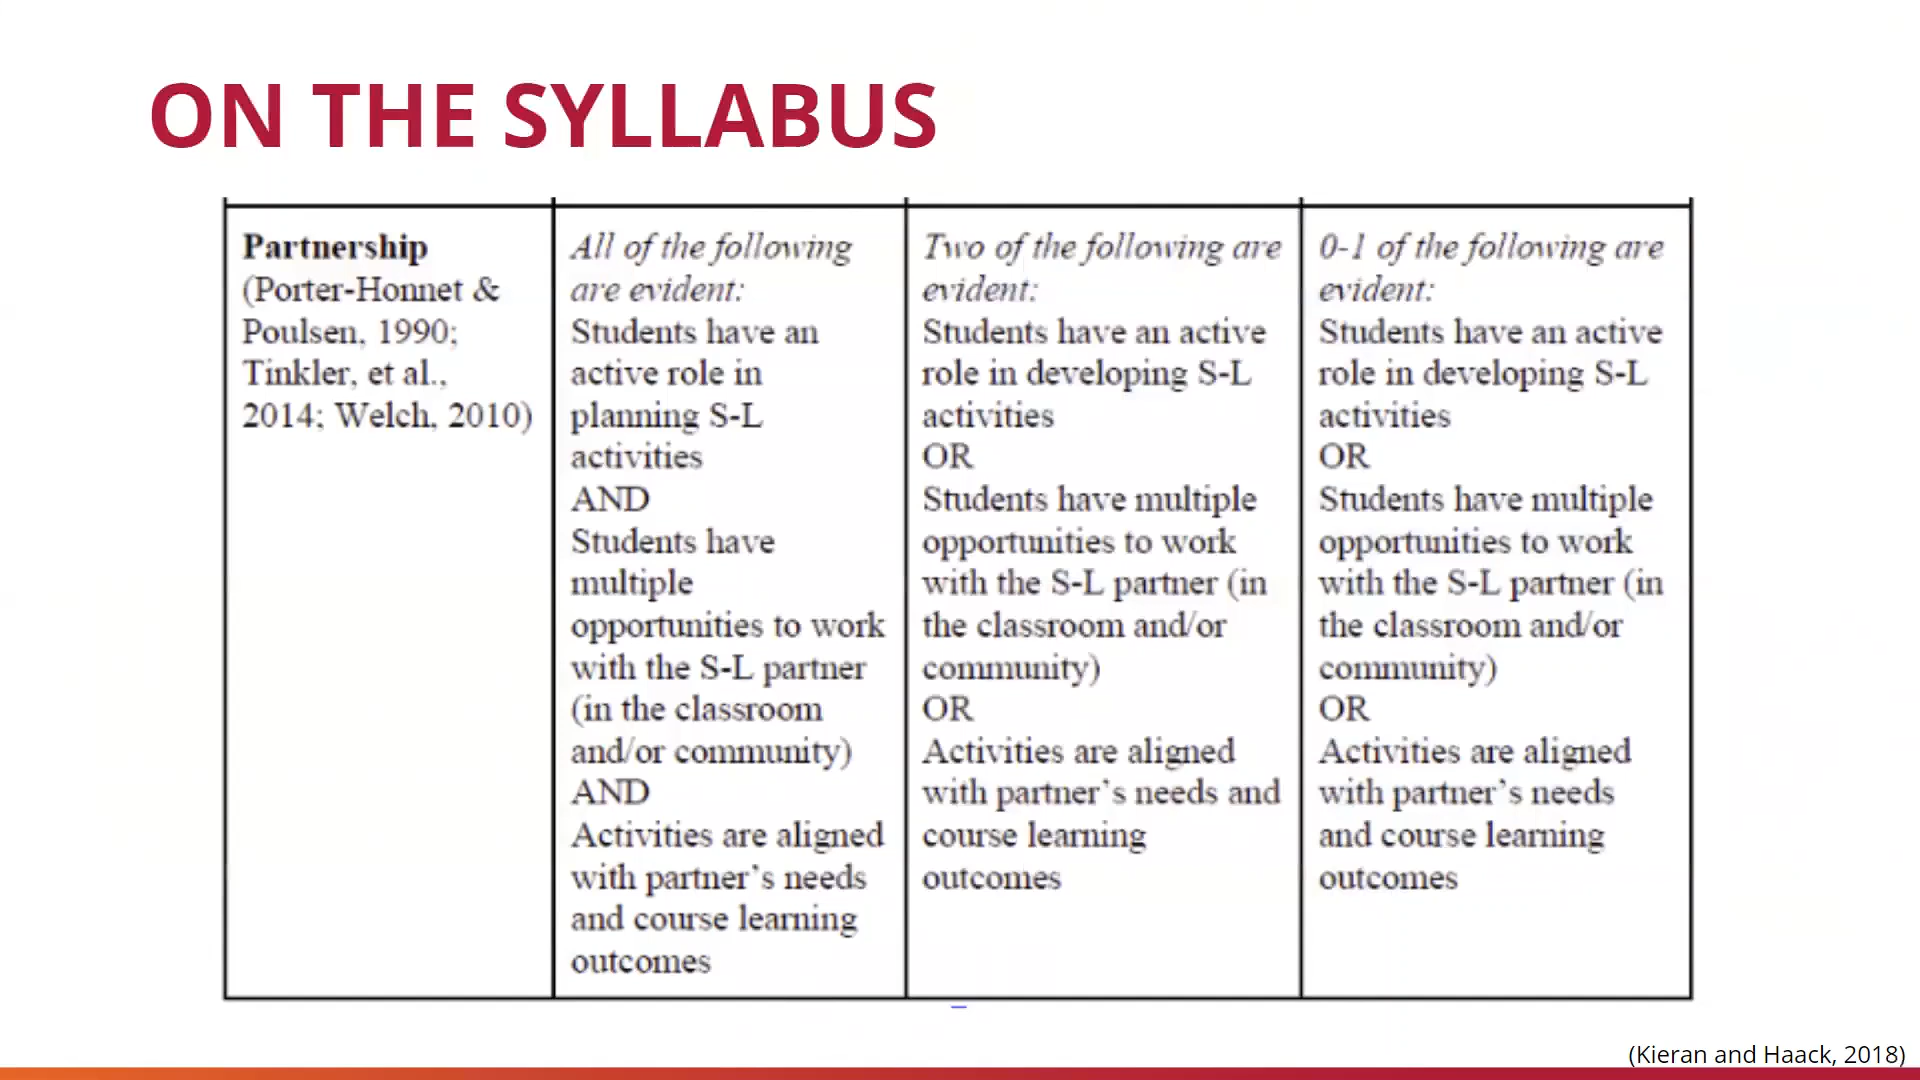 ON THE SYLLABUS
Partnership
(Porter-Honnet &
Poulsen, 1990;
Tinkler, et al.,
2014; Welch, 2010)
All of the following
are evident:
Students have an
active role in
planning S-L
activities
AND
Students have
multiple
opportunities to work
with the S-L partner
(in the classroom
and/or community)
AND
Activities are aligned
with partner's needs
and course learning
outcomes
Two of the following are
evident:
Students have an active
role in developing S-L
activities
OR
Students have multiple
opportunities to work
with the S-L partner (in
the classroom and/or
community)
OR
Activities are aligned
with partner's needs and
course learning
outcomes
0-1 of the following are
evident:
Students have an active
role in developing S-L
activities
OR
Students have multiple
opportunities to work
with the S-L partner (in
the classroom and/or
community)
OR
Activities are aligned
with partner's needs
and course learning
outcomes
(Kieran and Haack, 2018)